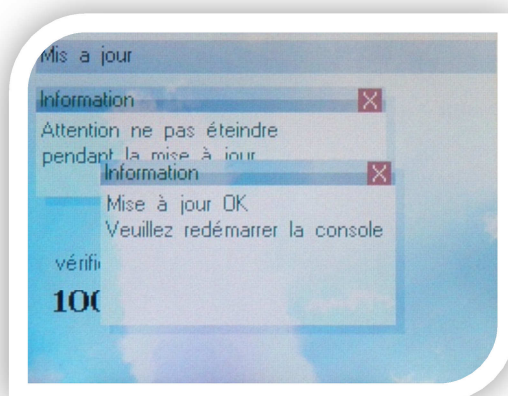 Mis a jour
Information
Attention ne pas éteindre
pendant la mise à jour
Information
Mise à jour OK
Veuillez redémarrer la console
100